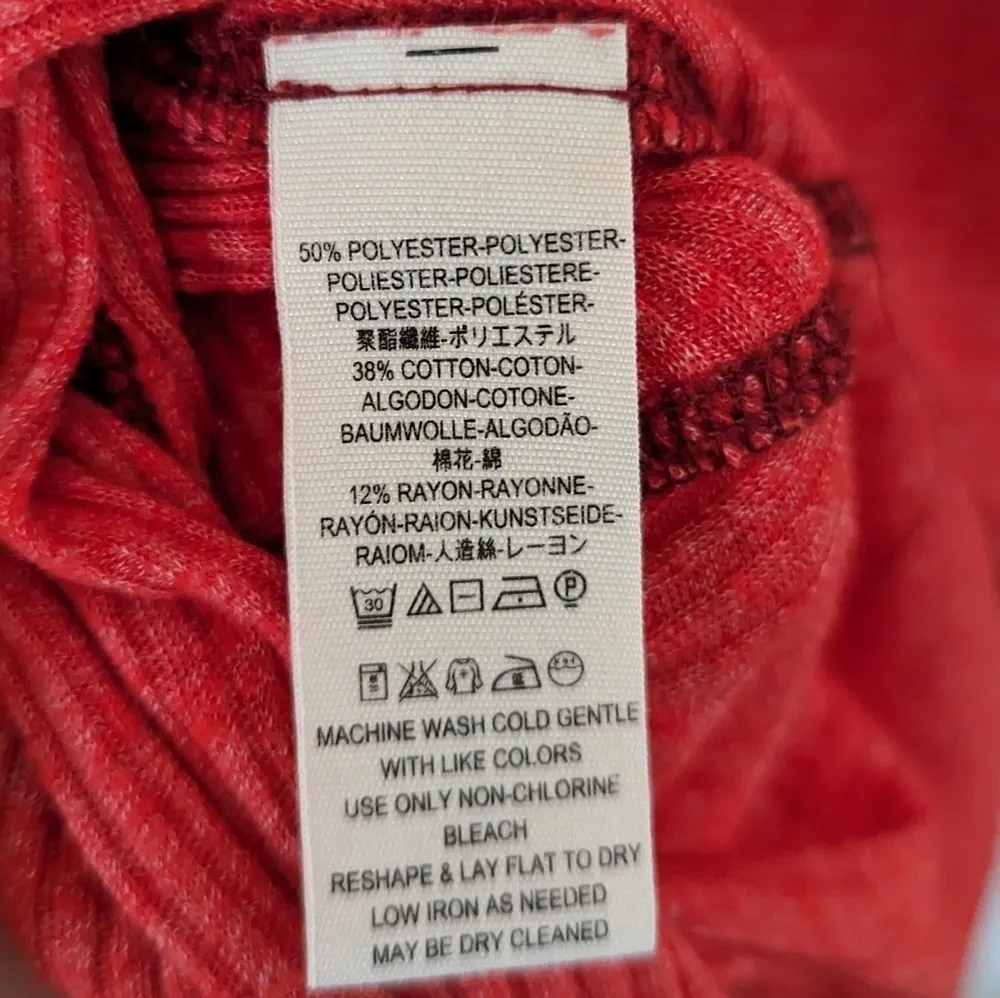 50% POLYESTER-POLYESTER-
POLIESTER-POLIESTERE-
POLYESTER-POLÉSTER-
聚酯纖維-ポリエステル
38% COTTON-COTON-
ALGODON-COTONE-
BAUMWOLLE-ALGODÃO-
棉花-綿
12% RAYON-RAYONNE-
RAYÓN-RAION-KUNSTSEIDE-
RAIOM-人造絲-レーヨン
30 P
低
MACHINE WASH COLD GENTLE
WITH LIKE COLORS
USE ONLY NON-CHLORINE
BLEACH
RESHAPE & LAY FLAT TO DRY
LOW IRON AS NEEDED
MAY BE DRY CLEANED